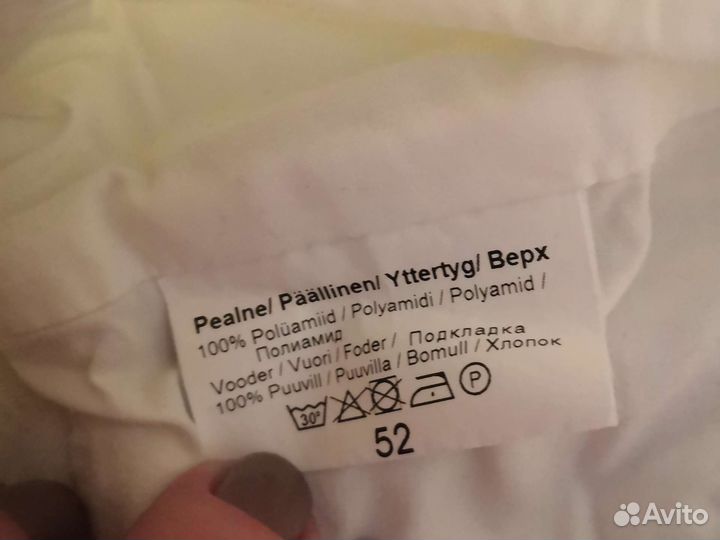 Pealne/ Päällinen/ Yttertyg/ Верх
100% Polüamiid / Polyamidi / Polyamid /
Полиамид
Vooder / Vuori / Foder / Подкладка
100% Puuvill / Puuvilla / Bomull / Хлопок
30° P
52
Avito